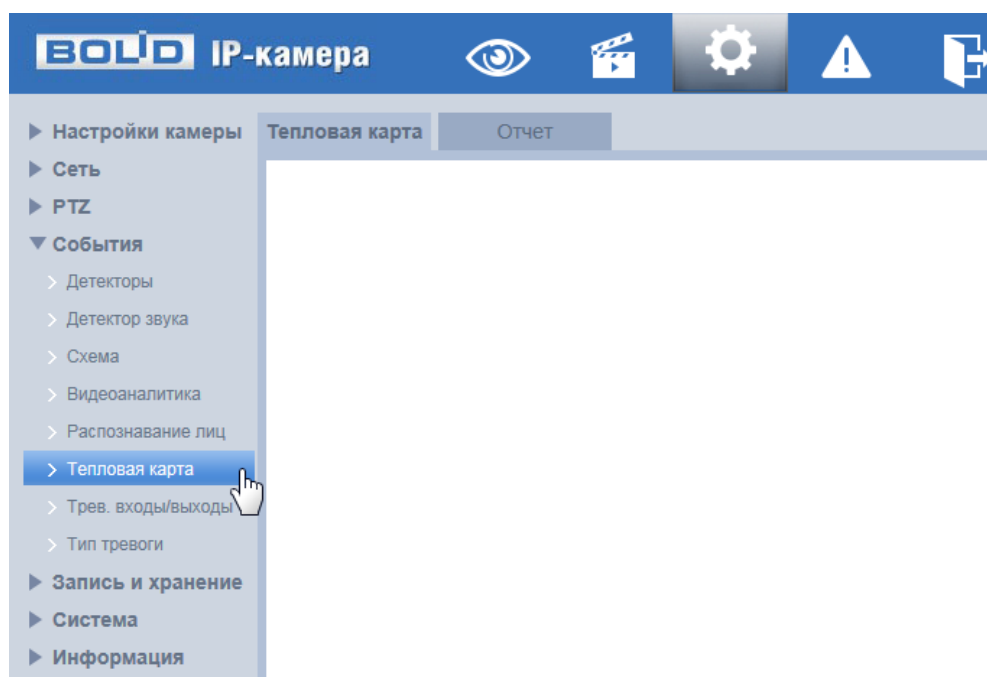 BOLID IP-камера
Настройки камеры
Сеть
PTZ
События
Детекторы
Детектор звука
Схема
Видеоаналитика
Распознавание лиц
Тепловая карта
Трев. входы/выходы
Тип тревоги
Запись и хранение
Система
Информация
Тепловая карта
Отчет